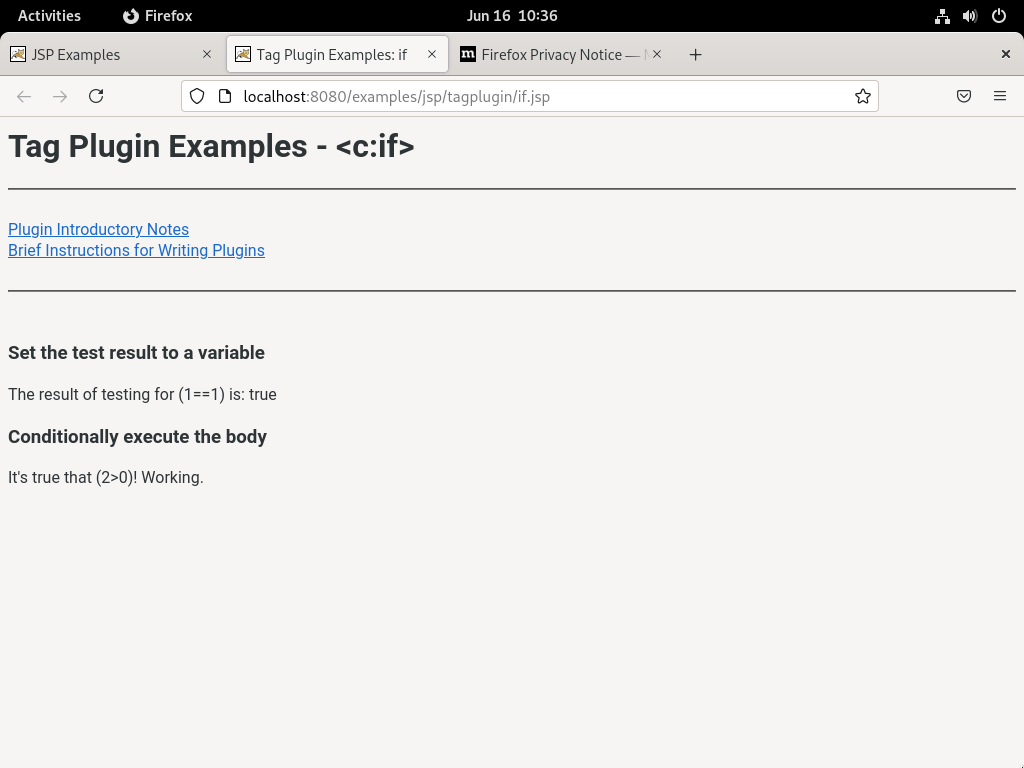 Activities
Firefox
Jun 16 10:36
JSP Examples
Tag Plugin Examples: if
m
Firefox Privacy Notice —
localhost:8080/examples/jsp/tagplugin/if.jsp
Tag Plugin Examples - <c:if>
Plugin Introductory Notes
Brief Instructions for Writing Plugins
Set the test result to a variable
The result of testing for (1==1) is: true
Conditionally execute the body
It's true that (2>0)! Working.